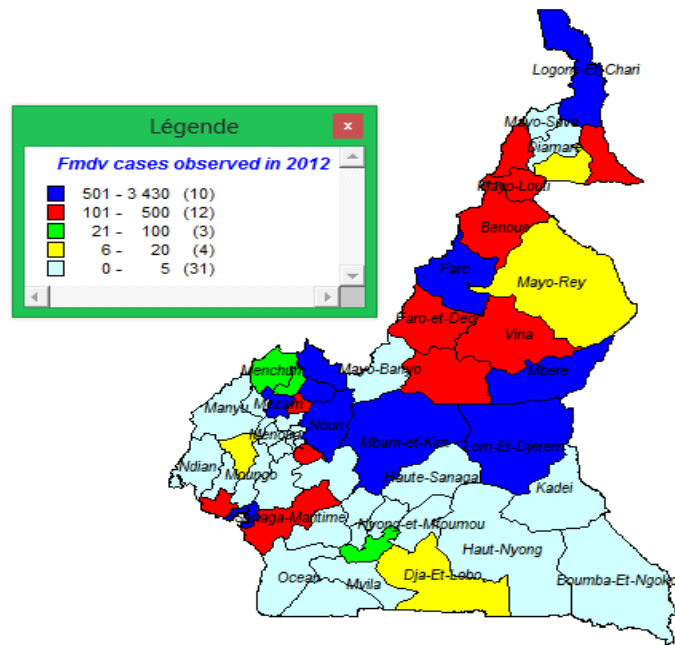 Logone-Et-Chari
Légende
x
Mayo-Sava
Fmdv cases observed in 2012
Diamare
501 - 3 430 (10)
101 - 500 (12)
21 - 100 (3)
6 - 20 (4)
0 - 5 (31)
Mayo-Louti
Benoue
Faro
Mayo-Rey
Faro-et-Deo
Vina
Menchum
Mayo-Banyo
Mbere
Manyu
Mezam
Noun
Menoua
Mbam-et-Kim
Lom-Et-Djerem
Ndian
Moungo
Haute-Sanaga
Kadei
Sanaga-Maritime
Nyong-et-Mfoumou
Haut-Nyong
Ocean
Mvila
Dja-Et-Lobo
Boumba-Et-Ngoko